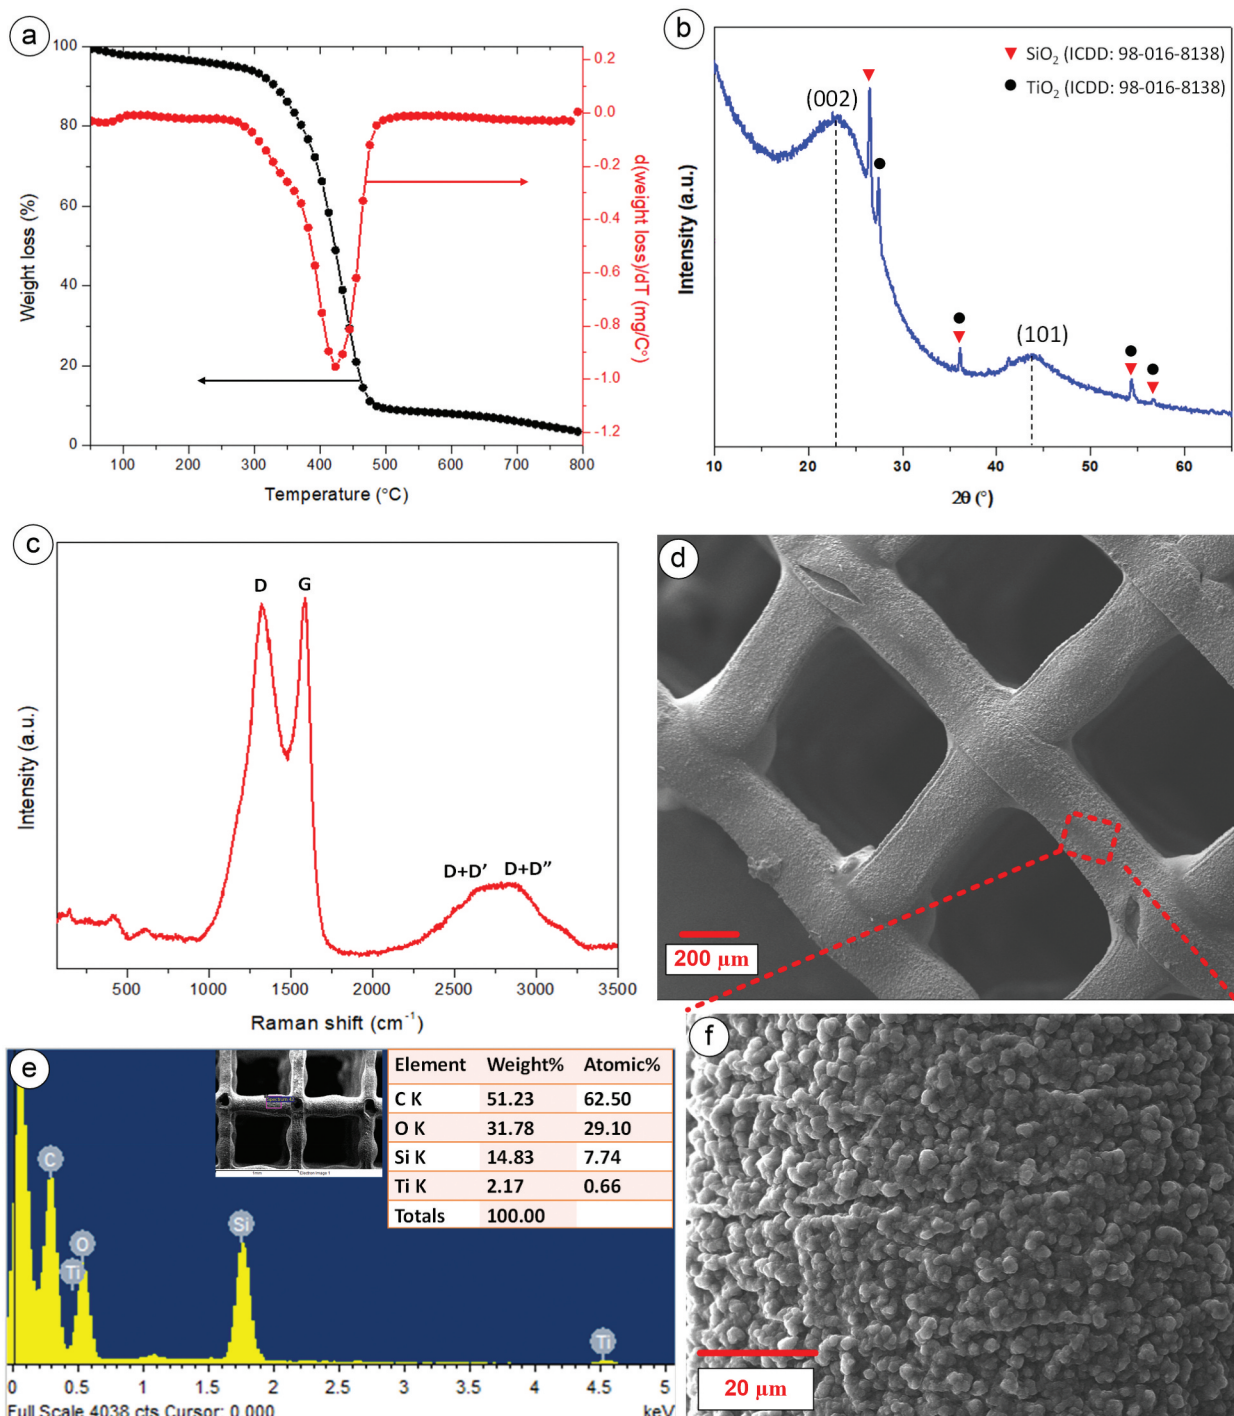 a
100
80
60
40
20
0
Weight loss (%)
100 200 300 400 500 600 700 800
Temperature (°C)
0.2
0.0
-0.2
-0.4
-0.6
-0.8
-1.0
-1.2
d(weight loss)/dT (mg/C°)
b
SiO₂ (ICDD: 98-016-8138)
TiO₂ (ICDD: 98-016-8138)
(002)
(101)
Intensity (a.u.)
10 20 30 40 50 60
2θ (°)
c
D G
D+D' D+D"
Intensity (a.u.)
500 1000 1500 2000 2500 3000 3500
Raman shift (cm⁻¹)
d
200 µm
e
Element Weight% Atomic%
C K 51.23 62.50
O K 31.78 29.10
Si K 14.83 7.74
Ti K 2.17 0.66
Totals 100.00
Electron Image 1
C
O
Ti
Si
Ti
0 0.5 1 1.5 2 2.5 3 3.5 4 4.5 5
Full Scale 4038 cts Cursor: 0.000 keV
f
20 µm